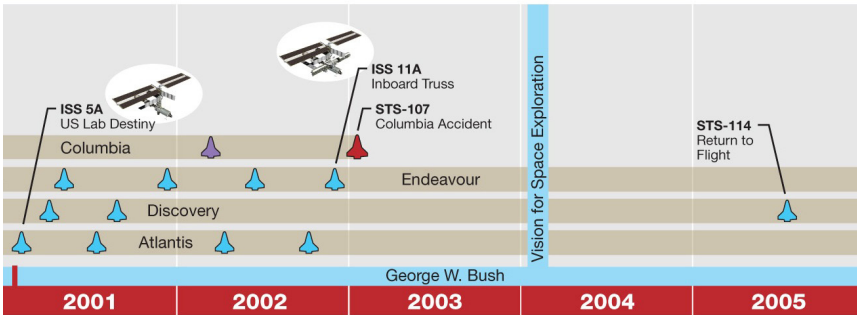 ISS 5A
US Lab Destiny
ISS 11A
Inboard Truss
STS-107
Columbia Accident
Vision for Space Exploration
STS-114
Return to
Flight
Columbia
Endeavour
Discovery
Atlantis
George W. Bush
2001
2002
2003
2004
2005